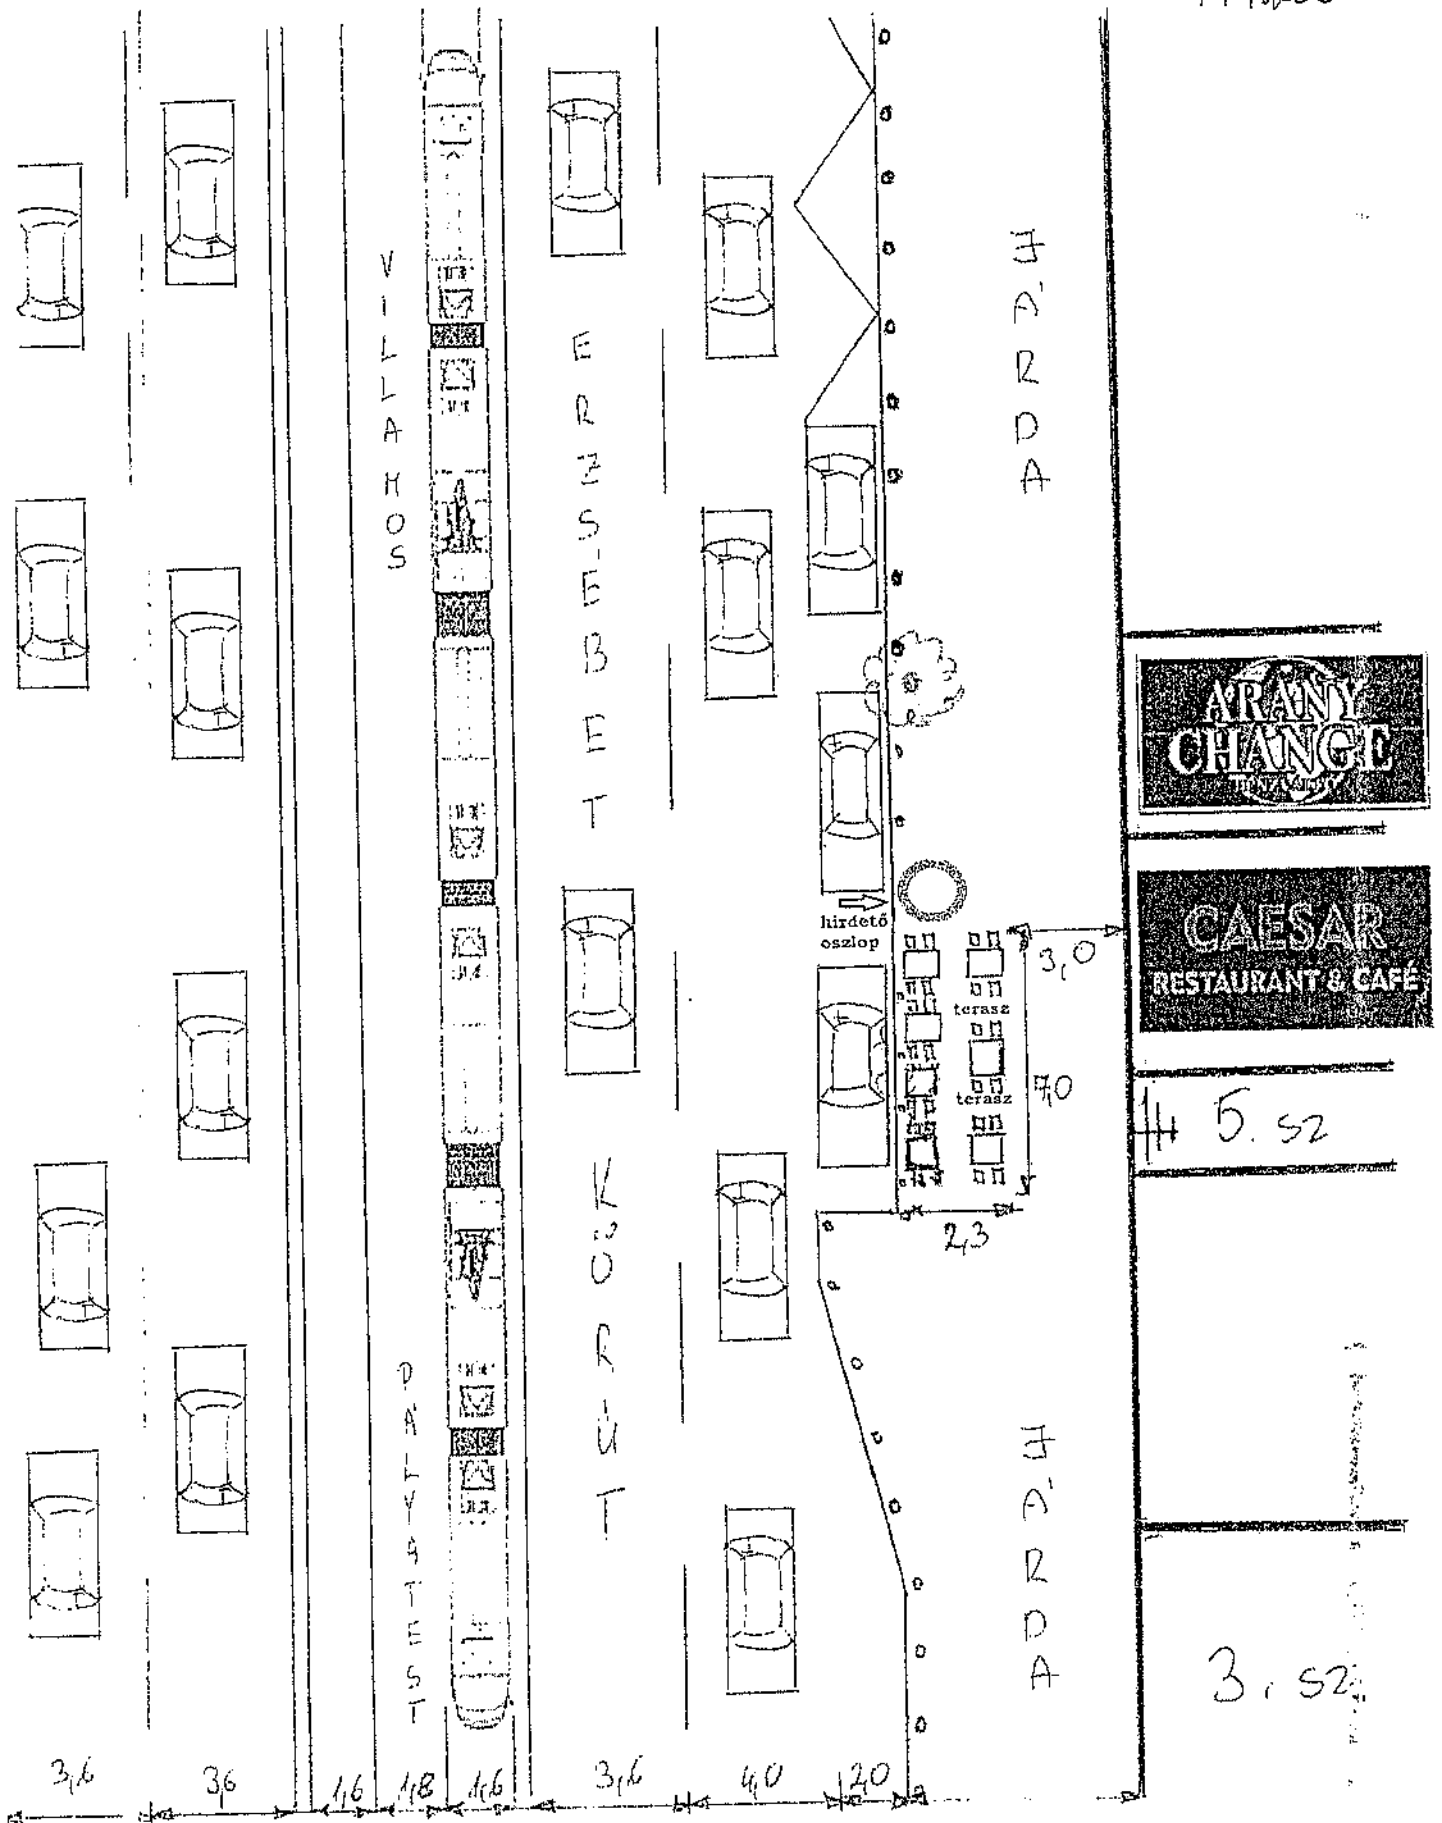 VILLAMOS
ERZSÉBET
JÁRDA
ARANY
CHANGE
hirdető
oszlop
3,0
CAESAR
RESTAURANT & CAFÉ
terasz
7,0
terasz
5. sz
2,3
KÖRÚT
PÁLYATEST
JÁRDA
3. sz
3,6
3,6
1,6
1,8
1,6
3,6
4,0
2,0